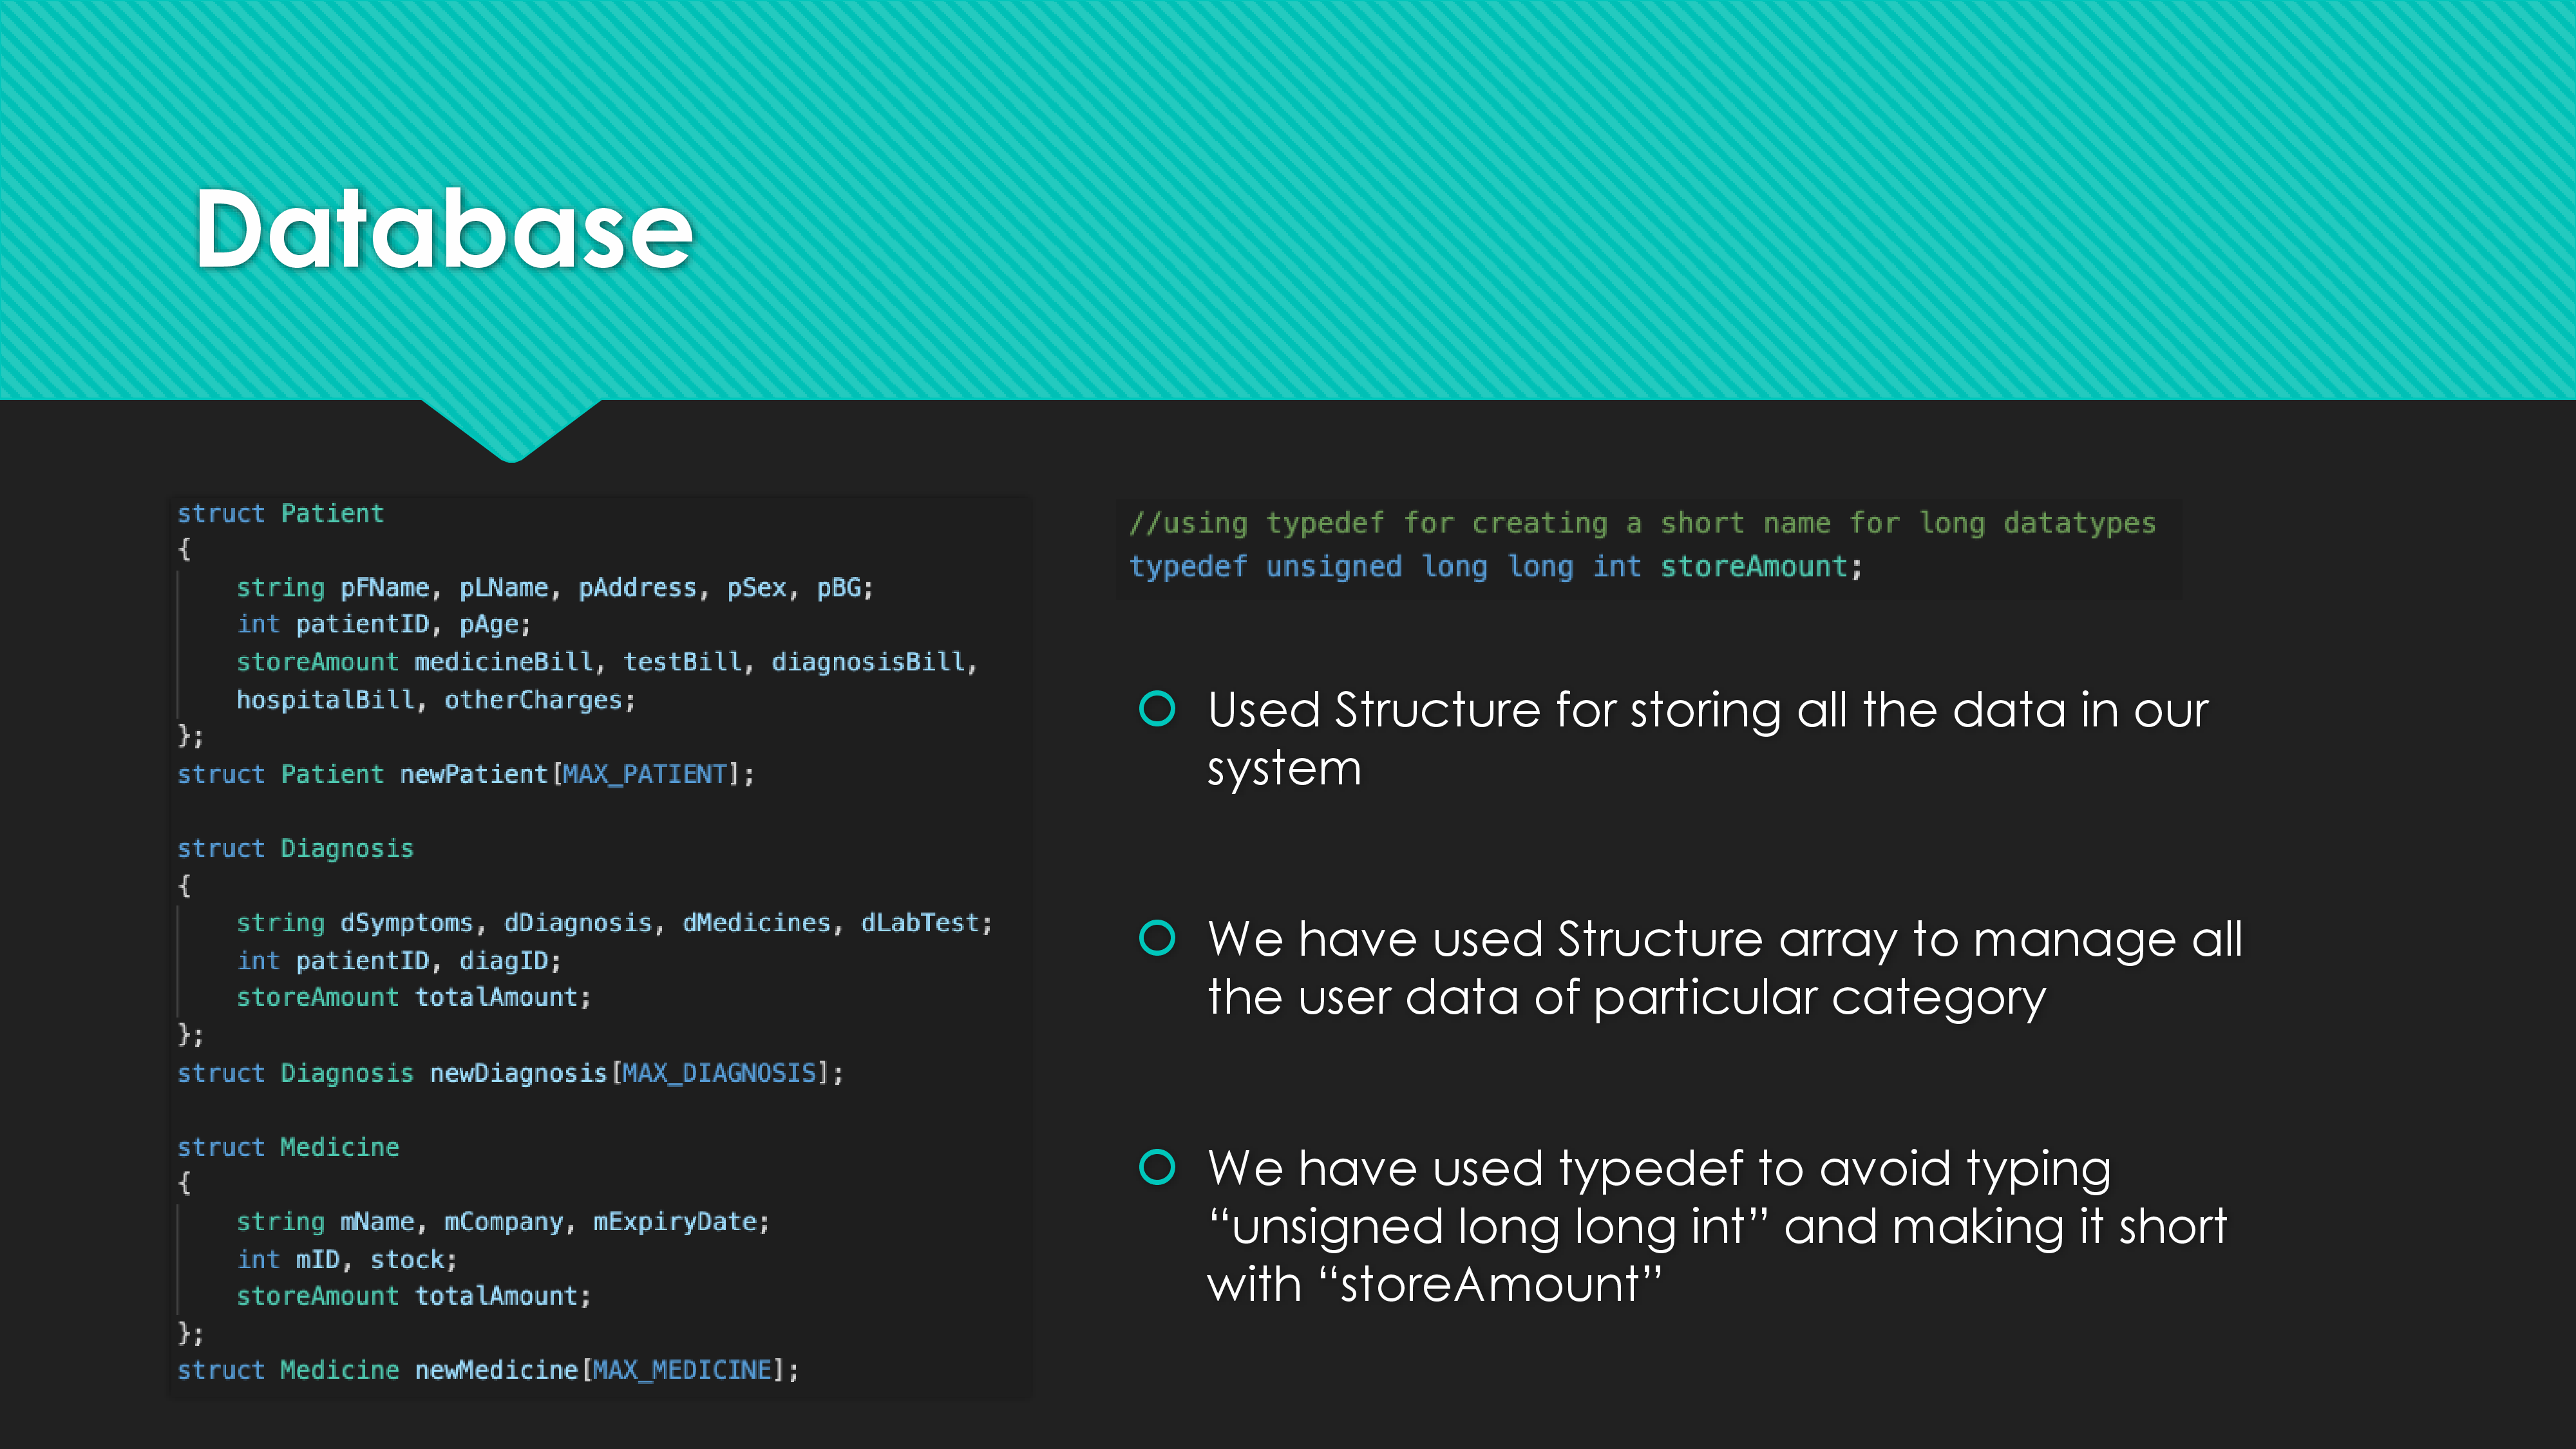 Database
struct Patient
{
string pFName, pLName, pAddress, pSex, pBG;
int patientID, pAge;
storeAmount medicineBill, testBill, diagnosisBill,
hospitalBill, otherCharges;
};
struct Patient newPatient[MAX_PATIENT];
struct Diagnosis
{
string dSymptoms, dDiagnosis, dMedicines, dLabTest;
int patientID, diagID;
storeAmount totalAmount;
};
struct Diagnosis newDiagnosis[MAX_DIAGNOSIS];
struct Medicine
{
string mName, mCompany, mExpiryDate;
int mID, stock;
storeAmount totalAmount;
};
struct Medicine newMedicine[MAX_MEDICINE];
//using typedef for creating a short name for long datatypes
typedef unsigned long long int storeAmount;
Used Structure for storing all the data in our
system
We have used Structure array to manage all
the user data of particular category
We have used typedef to avoid typing
“unsigned long long int” and making it short
with “storeAmount”